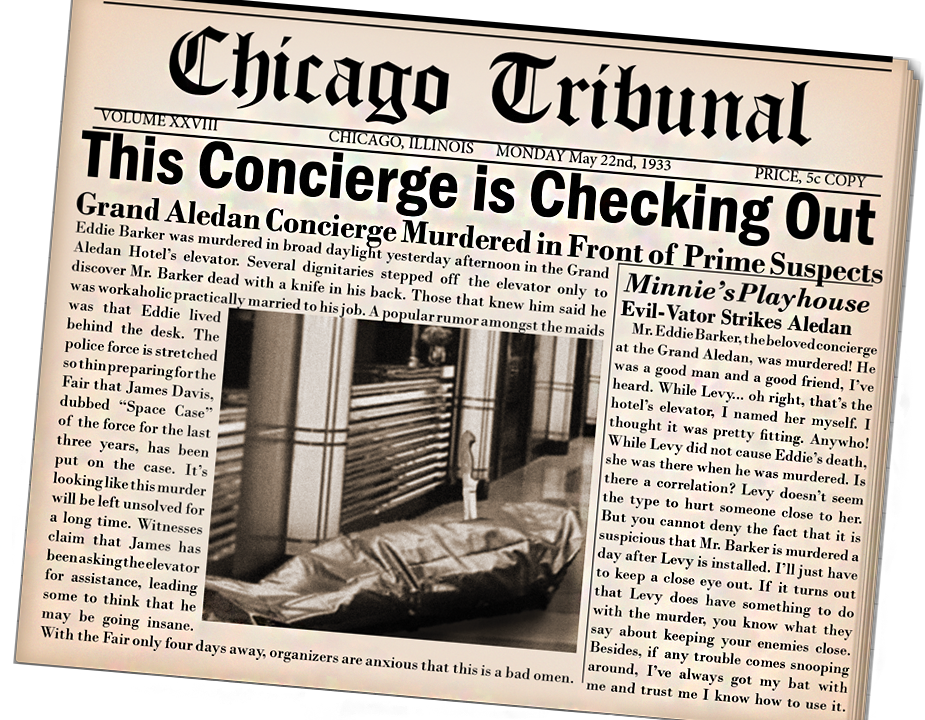 Chicago Tribunal
VOLUME XXVIII CHICAGO, ILLINOIS MONDAY May 22nd, 1933 PRICE, 5c COPY
This Concierge is Checking Out
Grand Aledan Concierge Murdered in Front of Prime Suspects
Eddie Barker was murdered in broad daylight yesterday afternoon in the Grand
Aledan Hotel's elevator. Several dignitaries stepped off the elevator only to
discover Mr. Barker dead with a knife in his back. Those that knew him said he
was workaholic practically married to his job. A popular rumor amongst the maids
was that Eddie lived
behind the desk. The
police force is stretched
so thin preparing for the
Fair that James Davis,
dubbed “Space Case”
of the force for the last
three years, has been
put on the case. It's
looking like this murder
will be left unsolved for
a long time. Witnesses
claim that James has
been asking the elevator
for assistance, leading
some to think that he
may be going insane.
With the Fair only four days away, organizers are anxious that this is a bad omen.
Minnie's Playhouse
Evil-Vator Strikes Aledan
Mr. Eddie Barker, the beloved concierge
at the Grand Aledan, was murdered! He
was a good man and a good friend, I've
heard. While Levy... oh right, that's the
hotel's elevator, I named her myself. I
thought it was pretty fitting. Anywho!
While Levy did not cause Eddie's death,
she was there when he was murdered. Is
there a correlation? Levy doesn't seem
the type to hurt someone close to her.
But you cannot deny the fact that it is
suspicious that Mr. Barker is murdered a
day after Levy is installed. I'll just have
to keep a close eye out. If it turns out
that Levy does have something to do
with the murder, you know what they
say about keeping your enemies close.
Besides, if any trouble comes snooping
around, I've always got my bat with
me and trust me I know how to use it.